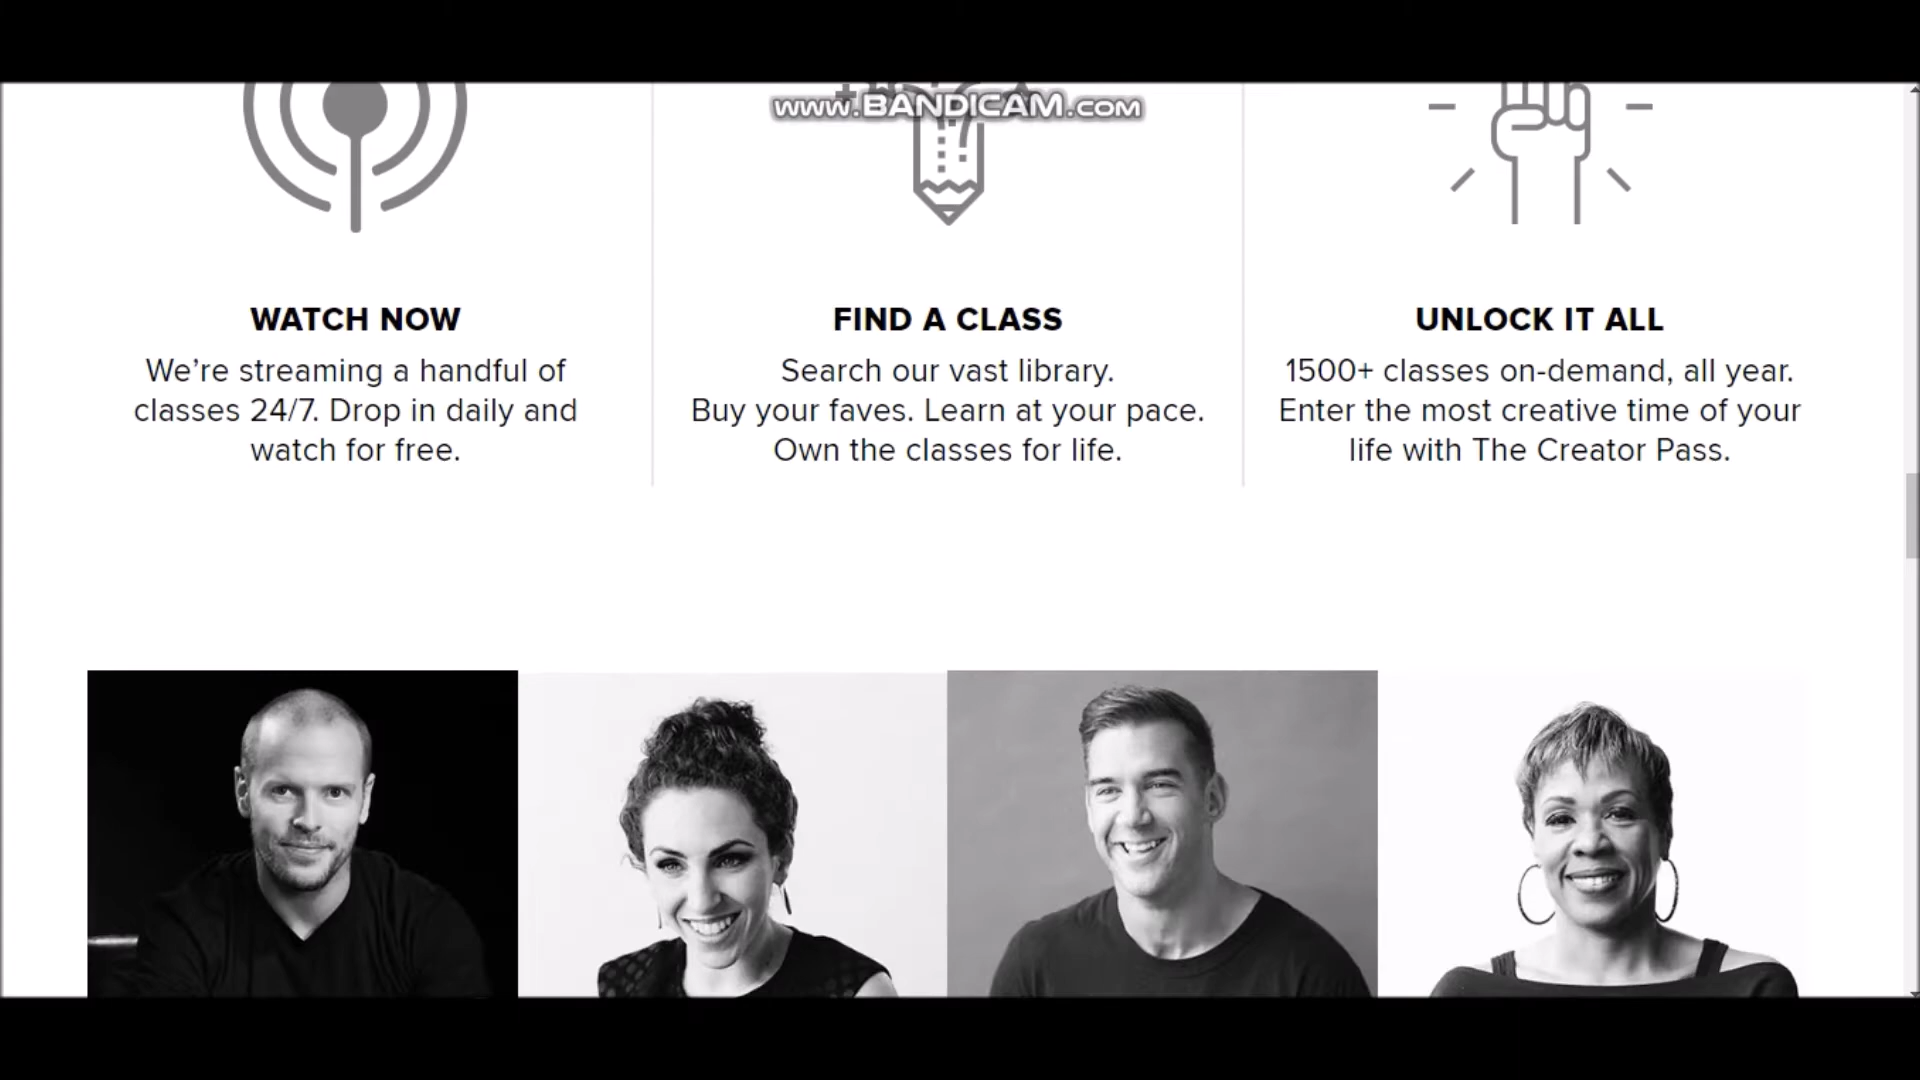 www.BANDICAM.com
WATCH NOW
We’re streaming a handful of
classes 24/7. Drop in daily and
watch for free.
FIND A CLASS
Search our vast library.
Buy your faves. Learn at your pace.
Own the classes for life.
UNLOCK IT ALL
1500+ classes on-demand, all year.
Enter the most creative time of your
life with The Creator Pass.